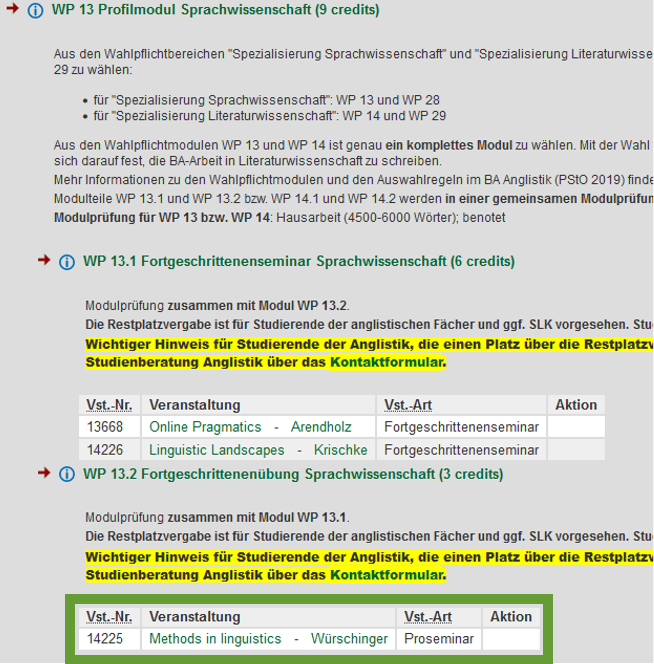 WP 13 Profilmodul Sprachwissenschaft (9 credits)
Aus den Wahlpflichtbereichen "Spezialisierung Sprachwissenschaft" und "Spezialisierung Literaturwisse
29 zu wählen:
• für "Spezialisierung Sprachwissenschaft": WP 13 und WP 28
• für "Spezialisierung Literaturwissenschaft": WP 14 und WP 29
Aus den Wahlpflichtmodulen WP 13 und WP 14 ist genau ein komplettes Modul zu wählen. Mit der Wahl
sich darauf fest, die BA-Arbeit in Literaturwissenschaft zu schreiben.
Mehr Informationen zu den Wahlpflichtmodulen und den Auswahlregeln im BA Anglistik (PStO 2019) finde
Modulteile WP 13.1 und WP 13.2 bzw. WP 14.1 und WP 14.2 werden in einer gemeinsamen Modulprüfun
Modulprüfung für WP 13 bzw. WP 14: Hausarbeit (4500-6000 Wörter); benotet
WP 13.1 Fortgeschrittenenseminar Sprachwissenschaft (6 credits)
Modulprüfung zusammen mit Modul WP 13.2.
Die Restplatzvergabe ist für Studierende der anglistischen Fächer und ggf. SLK vorgesehen. Stu
Wichtiger Hinweis für Studierende der Anglistik, die einen Platz über die Restplatzv
Studienberatung Anglistik über das Kontaktformular.
Vst.-Nr. Veranstaltung Vst.-Art Aktion
13668 Online Pragmatics - Arendholz Fortgeschrittenenseminar
14226 Linguistic Landscapes - Krischke Fortgeschrittenenseminar
WP 13.2 Fortgeschrittenenübung Sprachwissenschaft (3 credits)
Modulprüfung zusammen mit Modul WP 13.1.
Die Restplatzvergabe ist für Studierende der anglistischen Fächer und ggf. SLK vorgesehen. Stu
Wichtiger Hinweis für Studierende der Anglistik, die einen Platz über die Restplatzv
Studienberatung Anglistik über das Kontaktformular.
Vst.-Nr. Veranstaltung Vst.-Art Aktion
14225 Methods in linguistics - Würschinger Proseminar